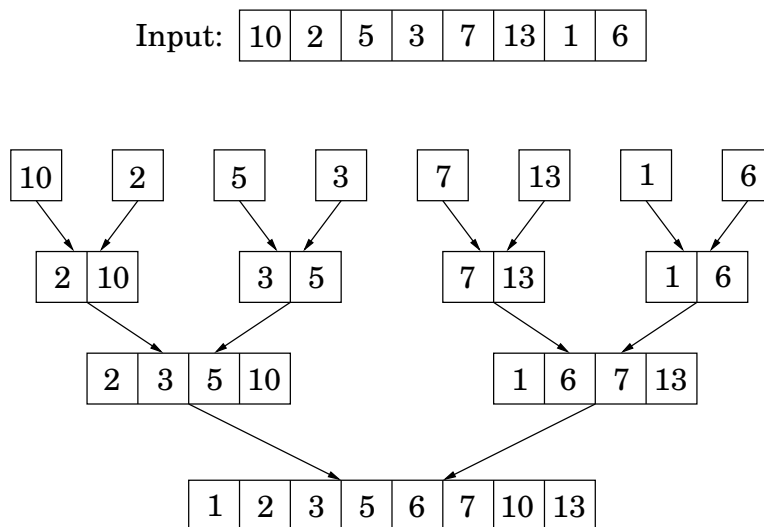 Input: 10 2 5 3 7 13 1 6
10 2 5 3 7 13 1 6
2 10 3 5 7 13 1 6
2 3 5 10 1 6 7 13
1 2 3 5 6 7 10 13